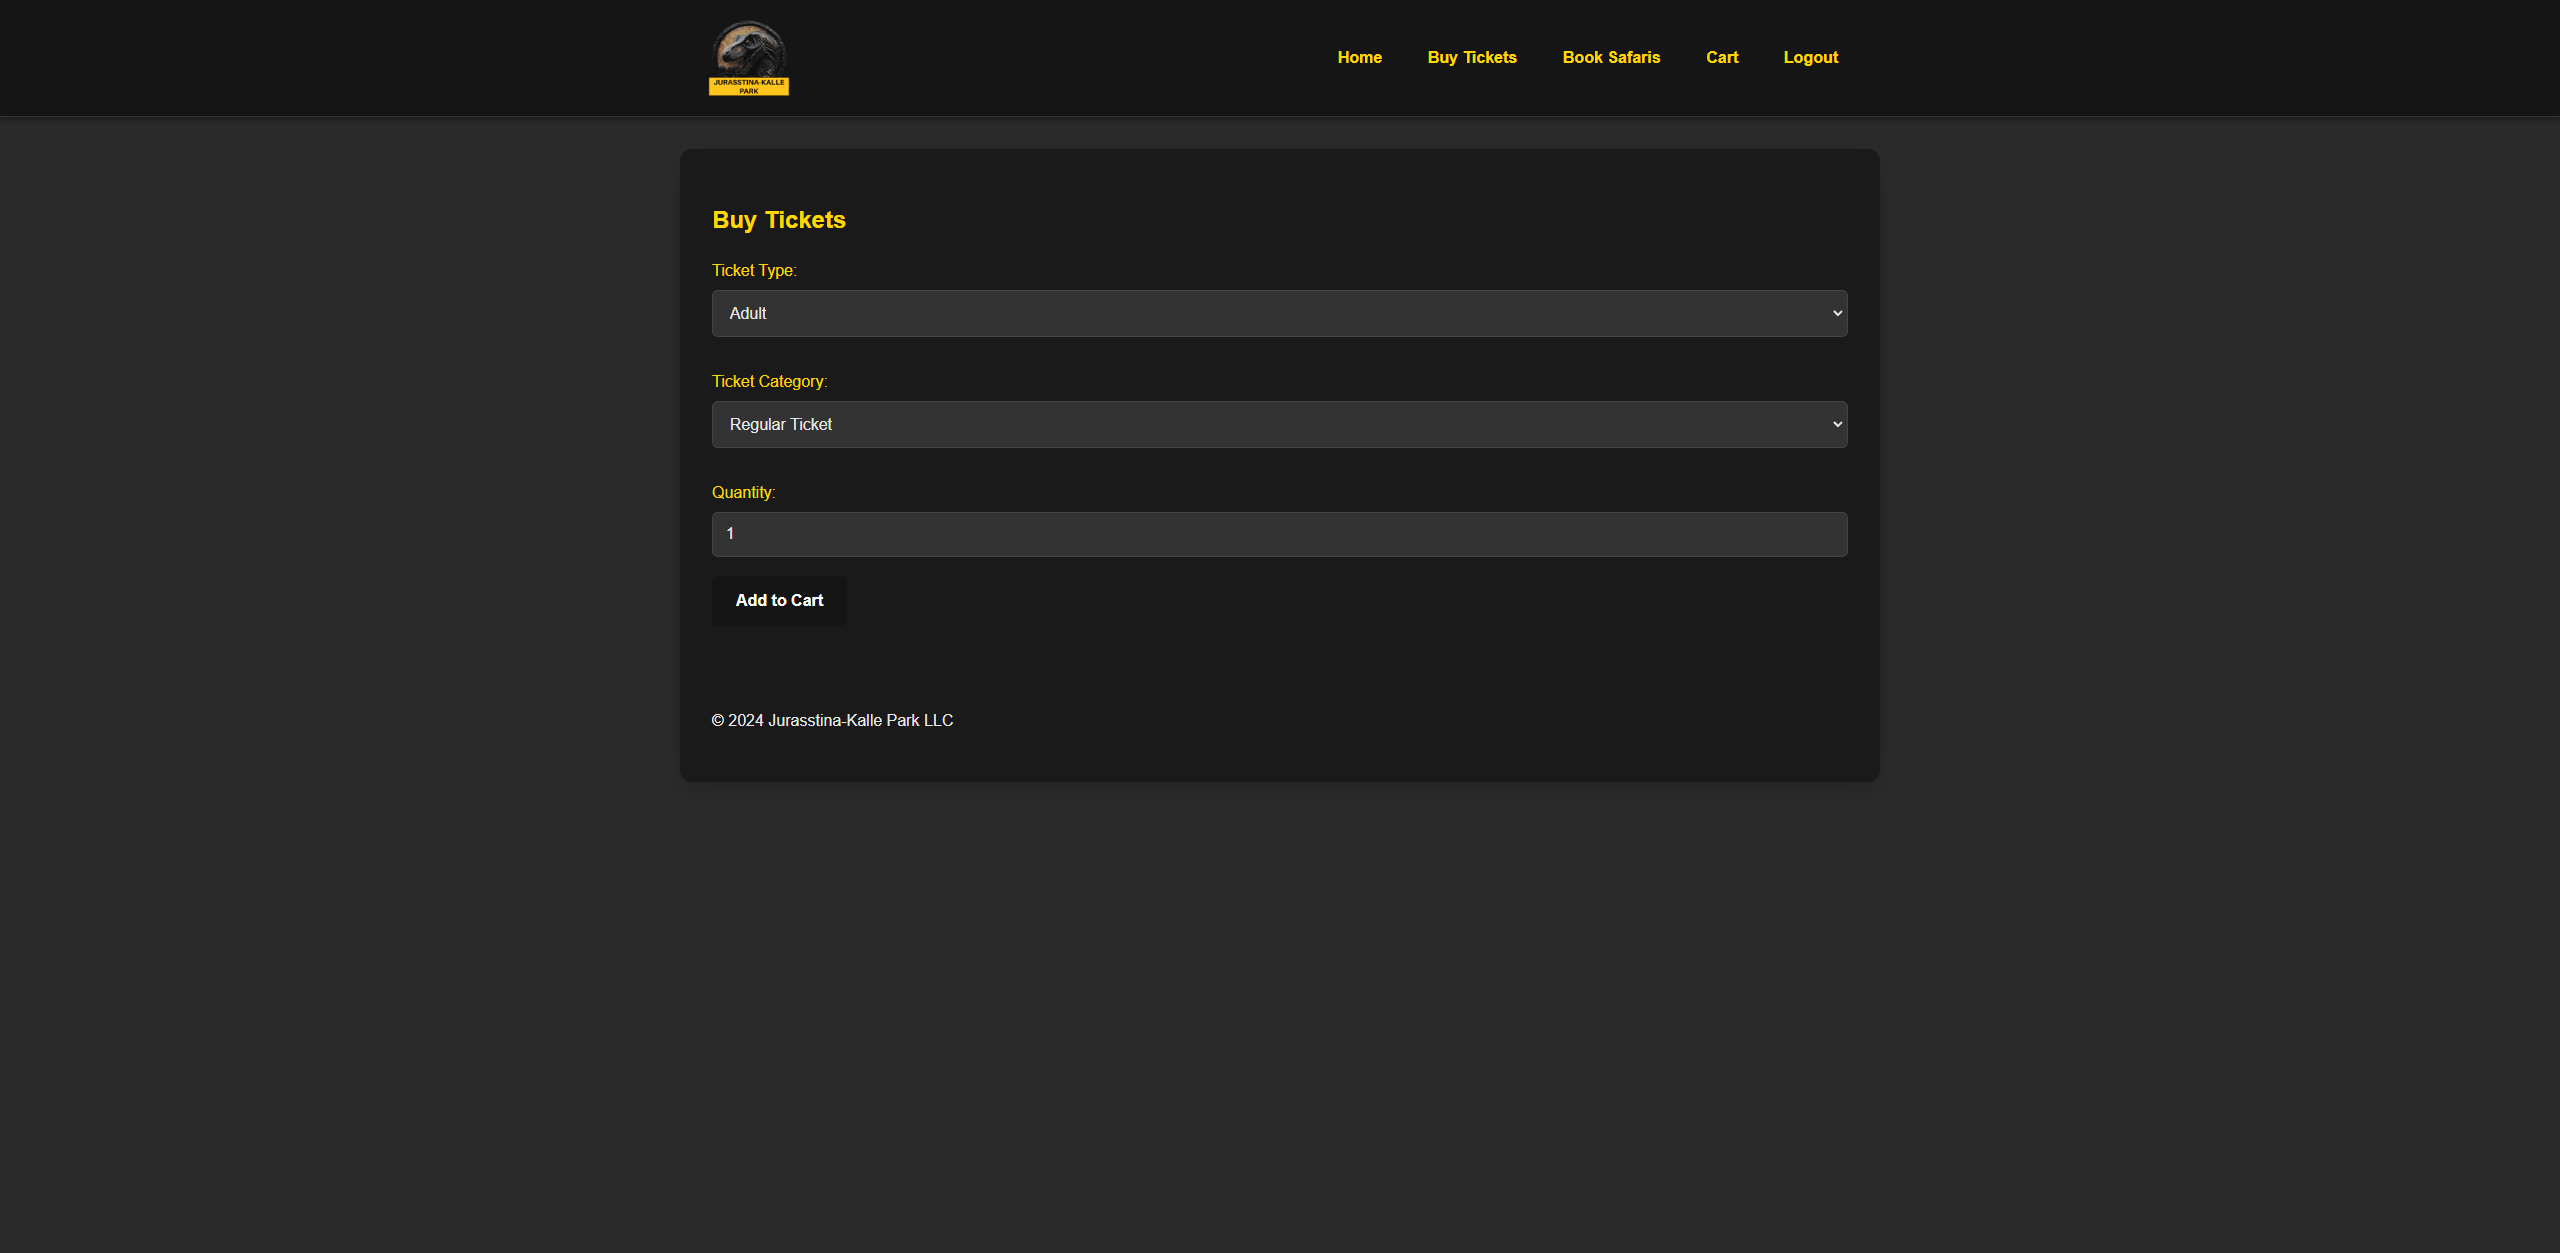 JURASSTINA-KALLE
PARK
Home Buy Tickets Book Safaris Cart Logout
Buy Tickets
Ticket Type:
Adult
Ticket Category:
Regular Ticket
Quantity:
1
Add to Cart
© 2024 Jurasstina-Kalle Park LLC